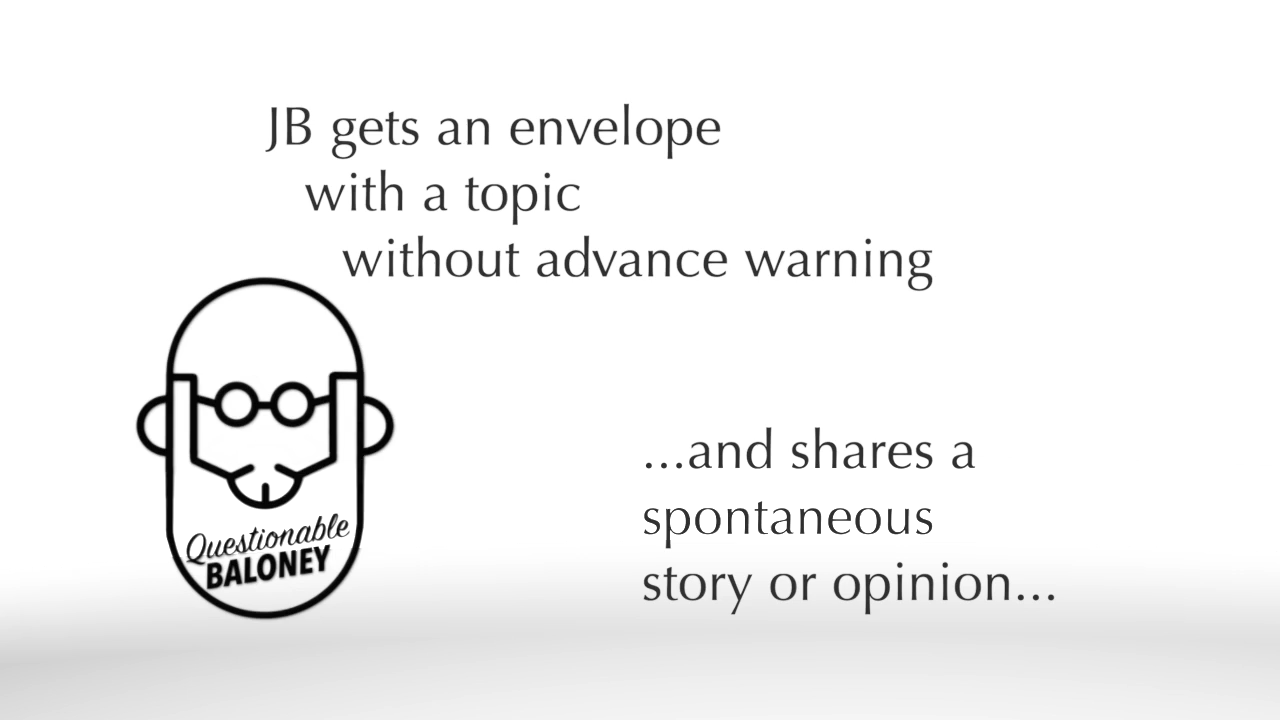 JB gets an envelope
with a topic
without advance warning
...and shares a
spontaneous
story or opinion...
Questionable
BALONEY